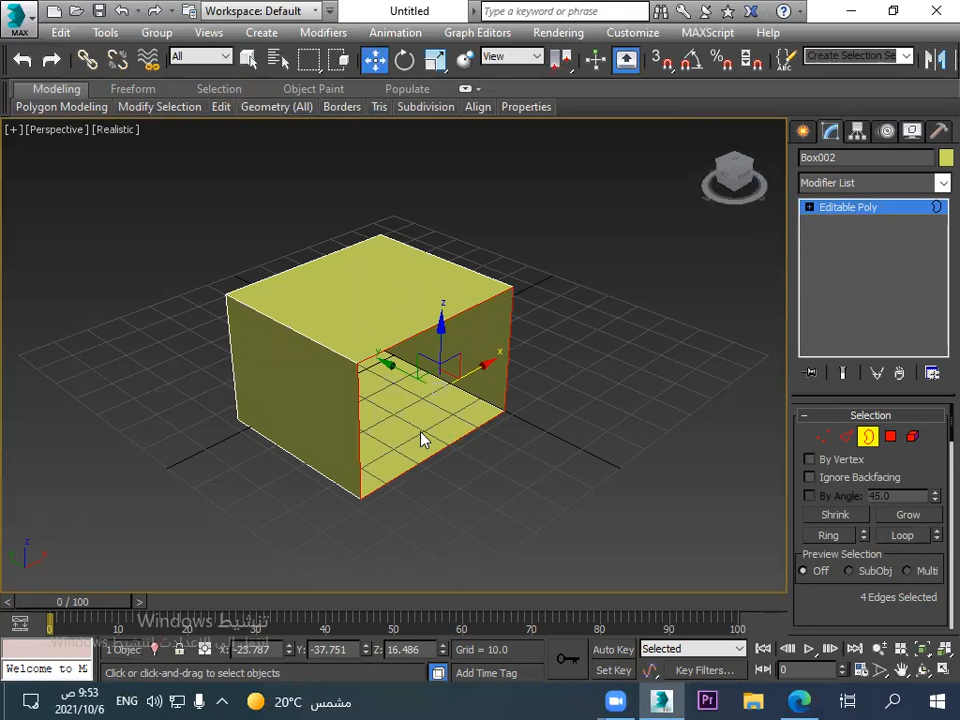 MAX
Workspace: Default
Untitled
Type a keyword or phrase
Edit Tools Group Views Create Modifiers Animation Graph Editors Rendering Customize MAXScript Help
All
View
Create Selection Se
Modeling Freeform Selection Object Paint Populate
Polygon Modeling Modify Selection Edit Geometry (All) Borders Tris Subdivision Align Properties
[+] [Perspective] [Realistic]
Box002
Modifier List
Editable Poly
z
y
x
Selection
By Vertex
Ignore Backfacing
By Angle: 45.0
Shrink Grow
Ring Loop
Preview Selection
Off SubObj Multi
4 Edges Selected
z
0 / 100
تنشيط Windows
10 20 30 40 50 60 70 80 90 100
1 Objec X: -23.787 Y: -37.751 Z: 16.486 Grid = 10.0
Auto Key Selected
Welcome to M
Click or click-and-drag to select objects
Add Time Tag
Set Key Key Filters... 0
9:53 ص
2021/10/6
ENG
20°C مشمس
Pr
MAX